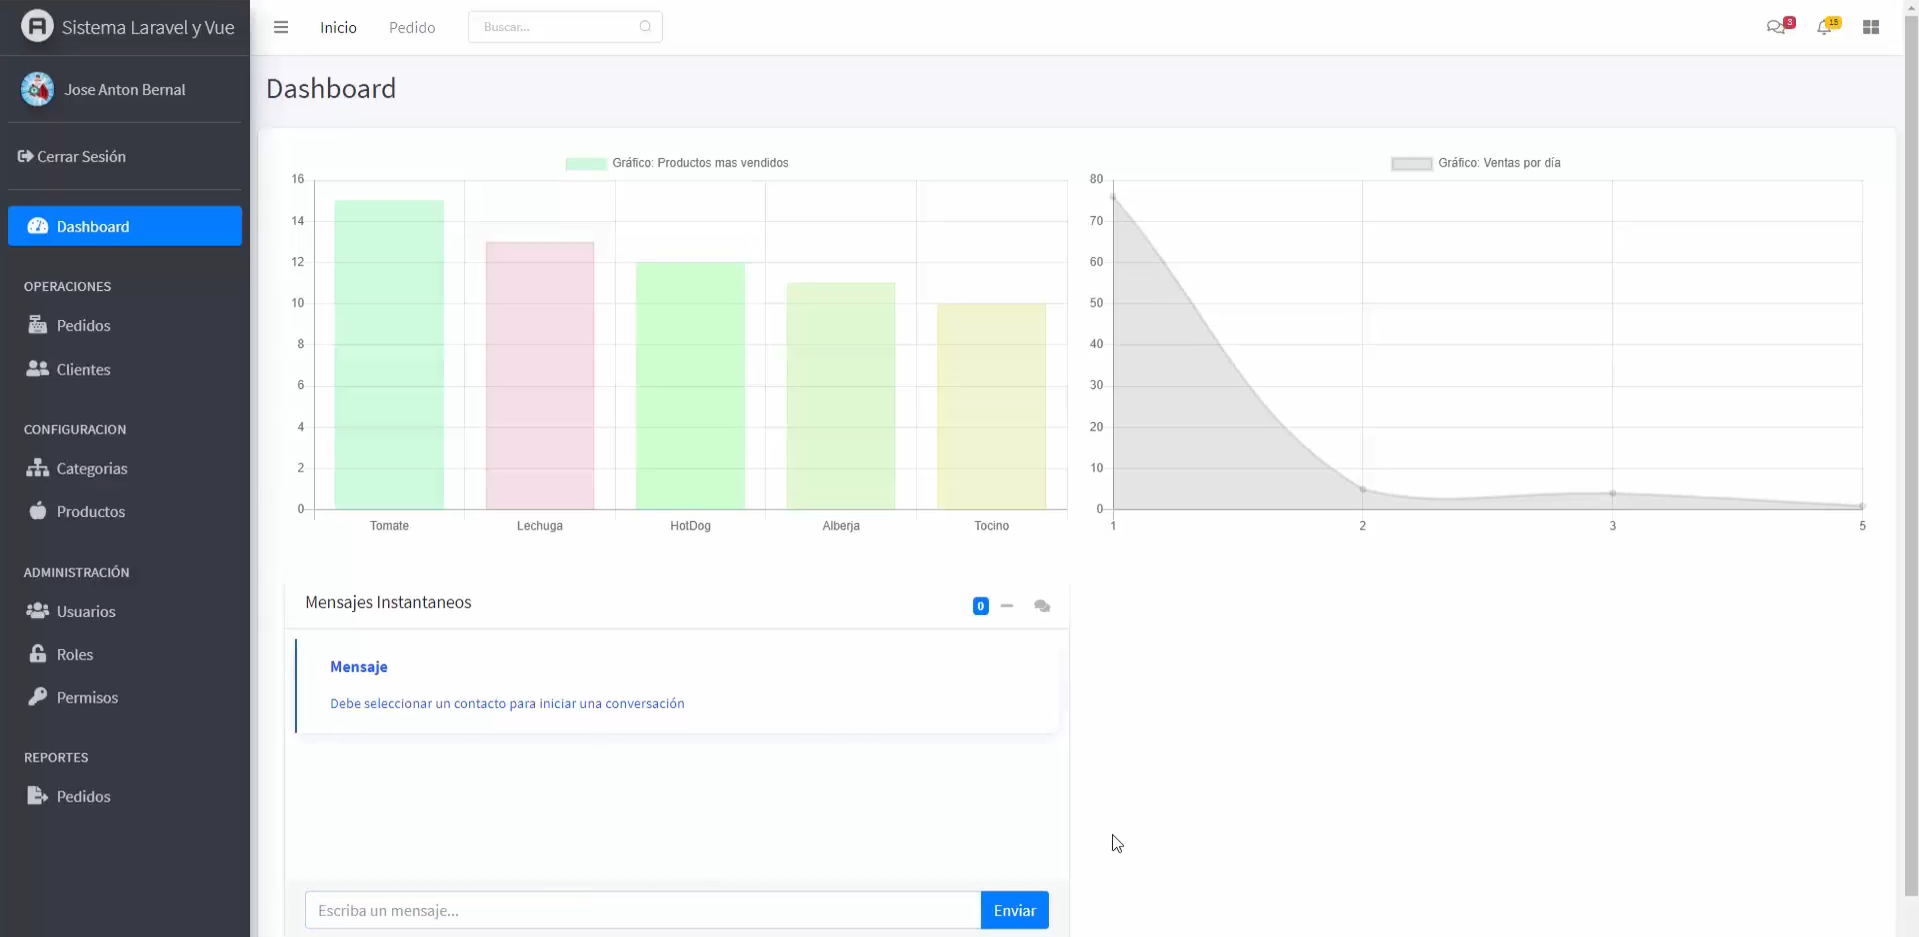 Sistema Laravel y Vue
Jose Anton Bernal
Cerrar Sesión
Dashboard
OPERACIONES
Pedidos
Clientes
CONFIGURACION
Categorias
Productos
ADMINISTRACIÓN
Usuarios
Roles
Permisos
REPORTES
Pedidos
Inicio Pedido Buscar... 3 15
Dashboard
Gráfico: Productos mas vendidos
16
14
12
10
8
6
4
2
0
Tomate Lechuga HotDog Alberja Tocino
Gráfico: Ventas por día
80
70
60
50
40
30
20
10
0
1 2 3 5
Mensajes Instantaneos 0
Mensaje
Debe seleccionar un contacto para iniciar una conversación
Escriba un mensaje... Enviar